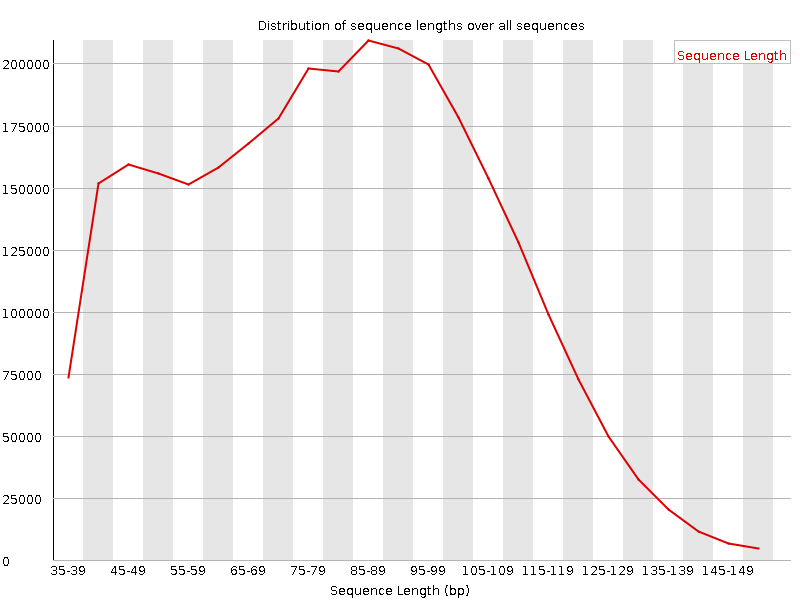 Distribution of sequence lengths over all sequences
Sequence Length
200000
175000
150000
125000
100000
75000
50000
25000
0
35-39 45-49 55-59 65-69 75-79 85-89 95-99 105-109 115-119 125-129 135-139 145-149
Sequence Length (bp)